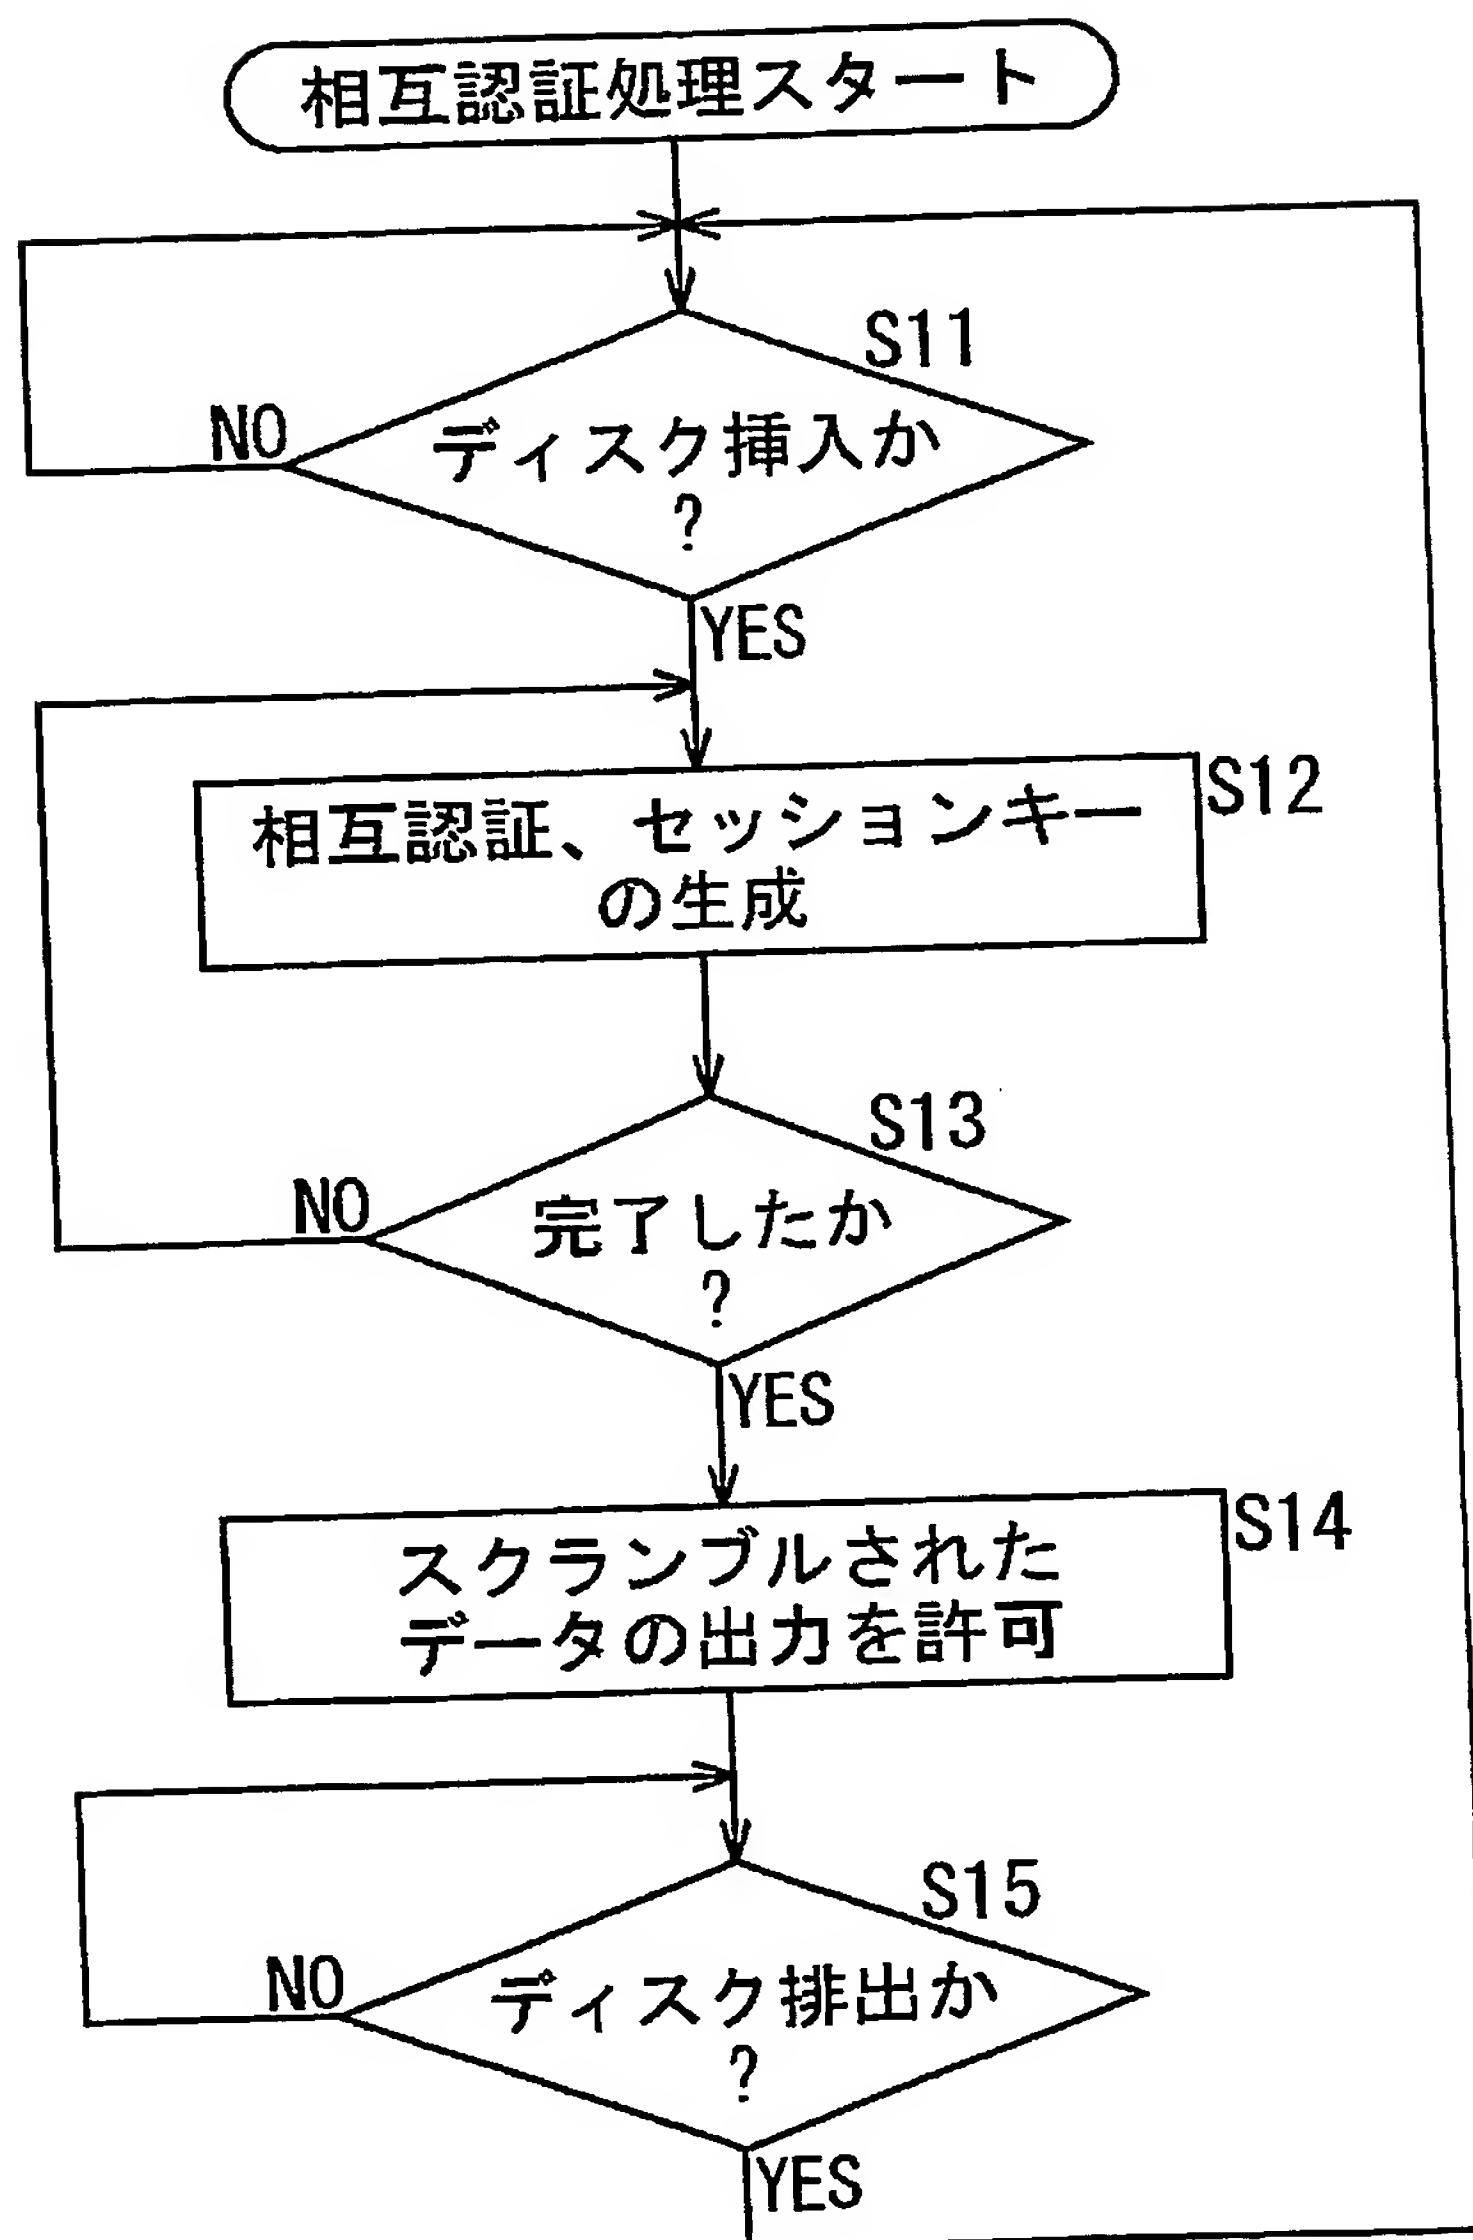 相互認証処理スタート
S11
NO
ディスク挿入か
?
YES
S12
相互認証、セッションキー
の生成
S13
NO
完了したか
?
YES
S14
スクランブルされた
データの出力を許可
S15
NO
ディスク排出か
?
YES